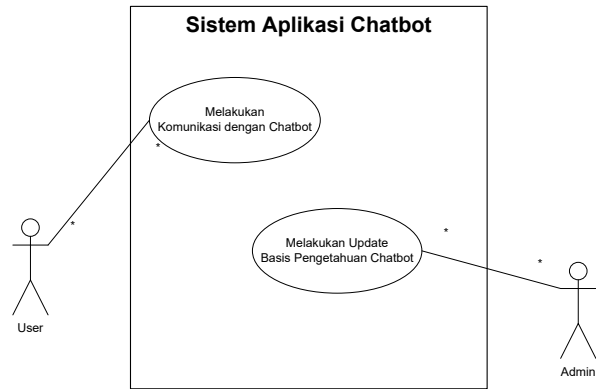 Sistem Aplikasi Chatbot
Melakukan
Komunikasi dengan Chatbot
*
*
User
Melakukan Update
Basis Pengetahuan Chatbot
*
*
Admin